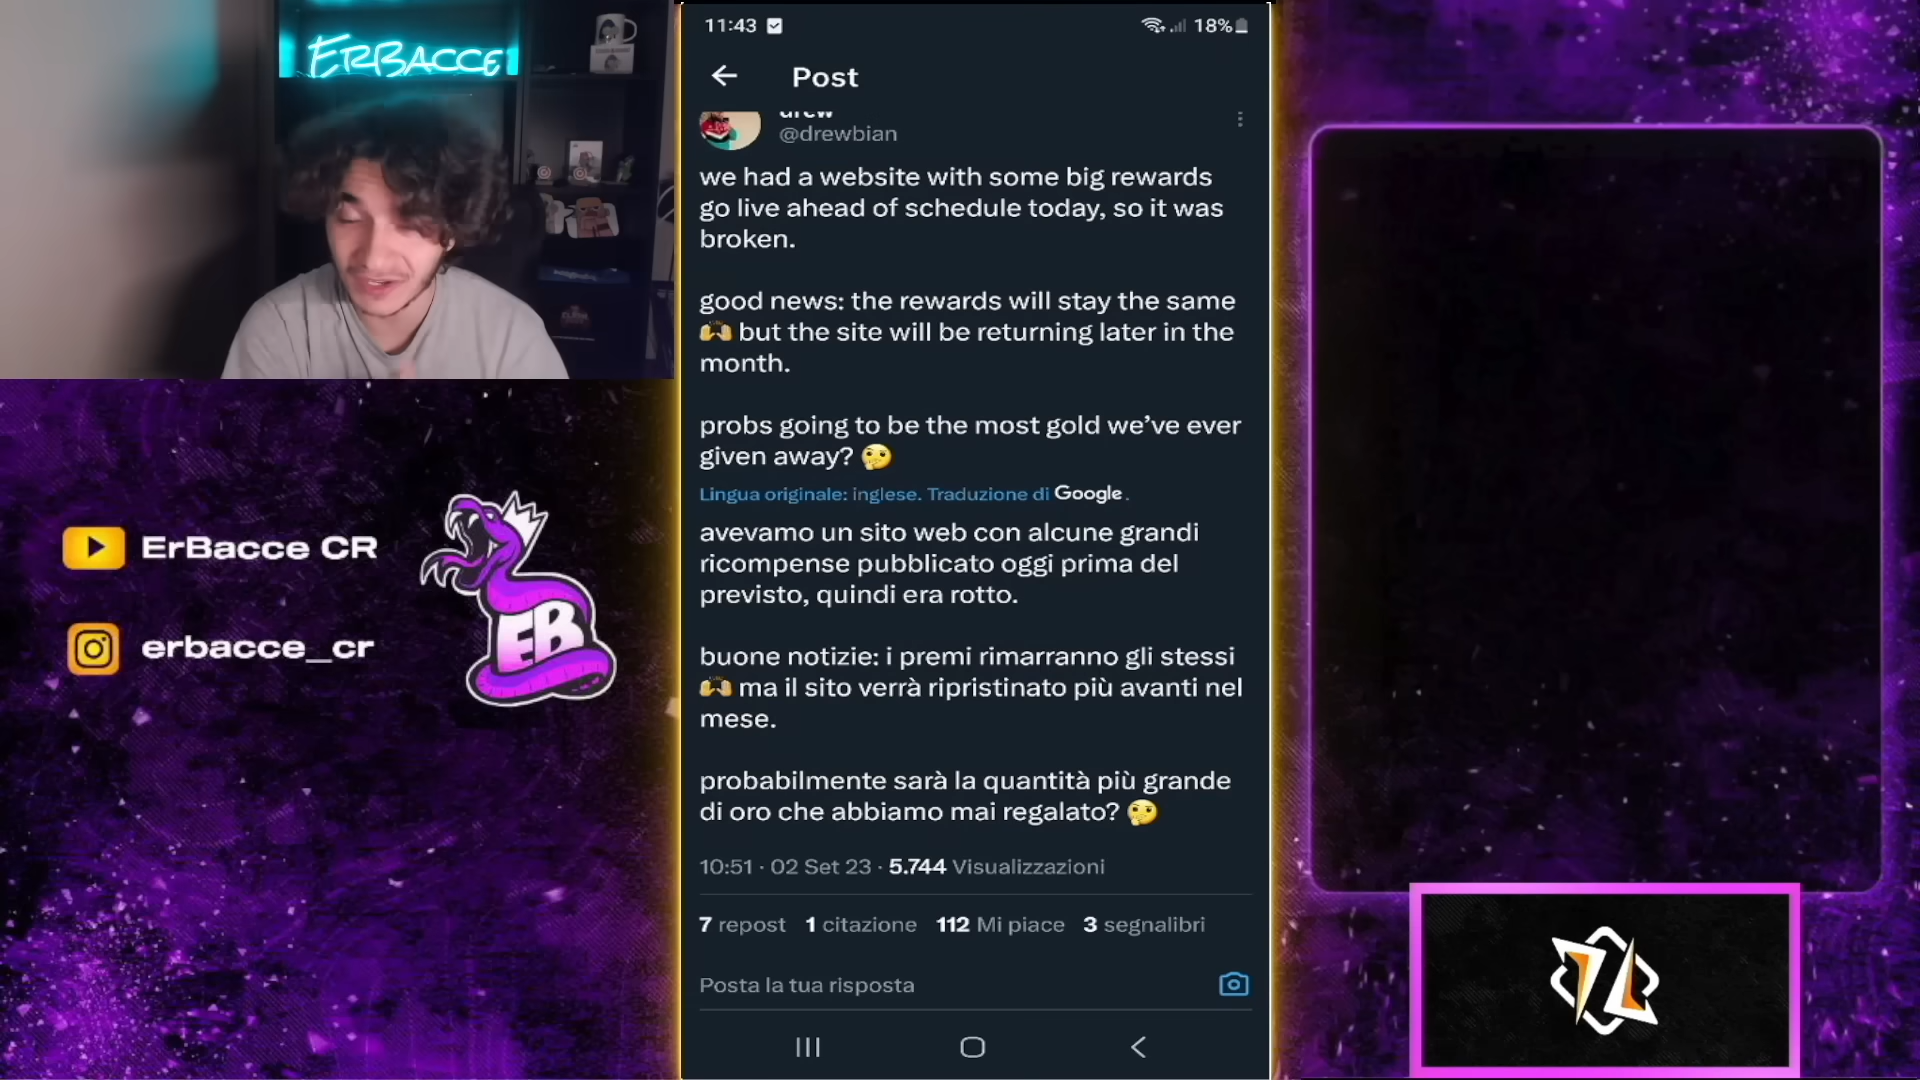 ERBACCE
11:43
18%
Post
drew
@drewbian
we had a website with some big rewards
go live ahead of schedule today, so it was
broken.
good news: the rewards will stay the same
🙌 but the site will be returning later in the
month.
probs going to be the most gold we’ve ever
given away? 🤔
Lingua originale: inglese. Traduzione di Google.
avevamo un sito web con alcune grandi
ricompense pubblicato oggi prima del
previsto, quindi era rotto.
buone notizie: i premi rimarranno gli stessi
🙌 ma il sito verrà ripristinato più avanti nel
mese.
probabilmente sarà la quantità più grande
di oro che abbiamo mai regalato? 🤔
10:51 · 02 Set 23 · 5.744 Visualizzazioni
7 repost 1 citazione 112 Mi piace 3 segnalibri
Posta la tua risposta
ErBacce CR
erbacce_cr
EB